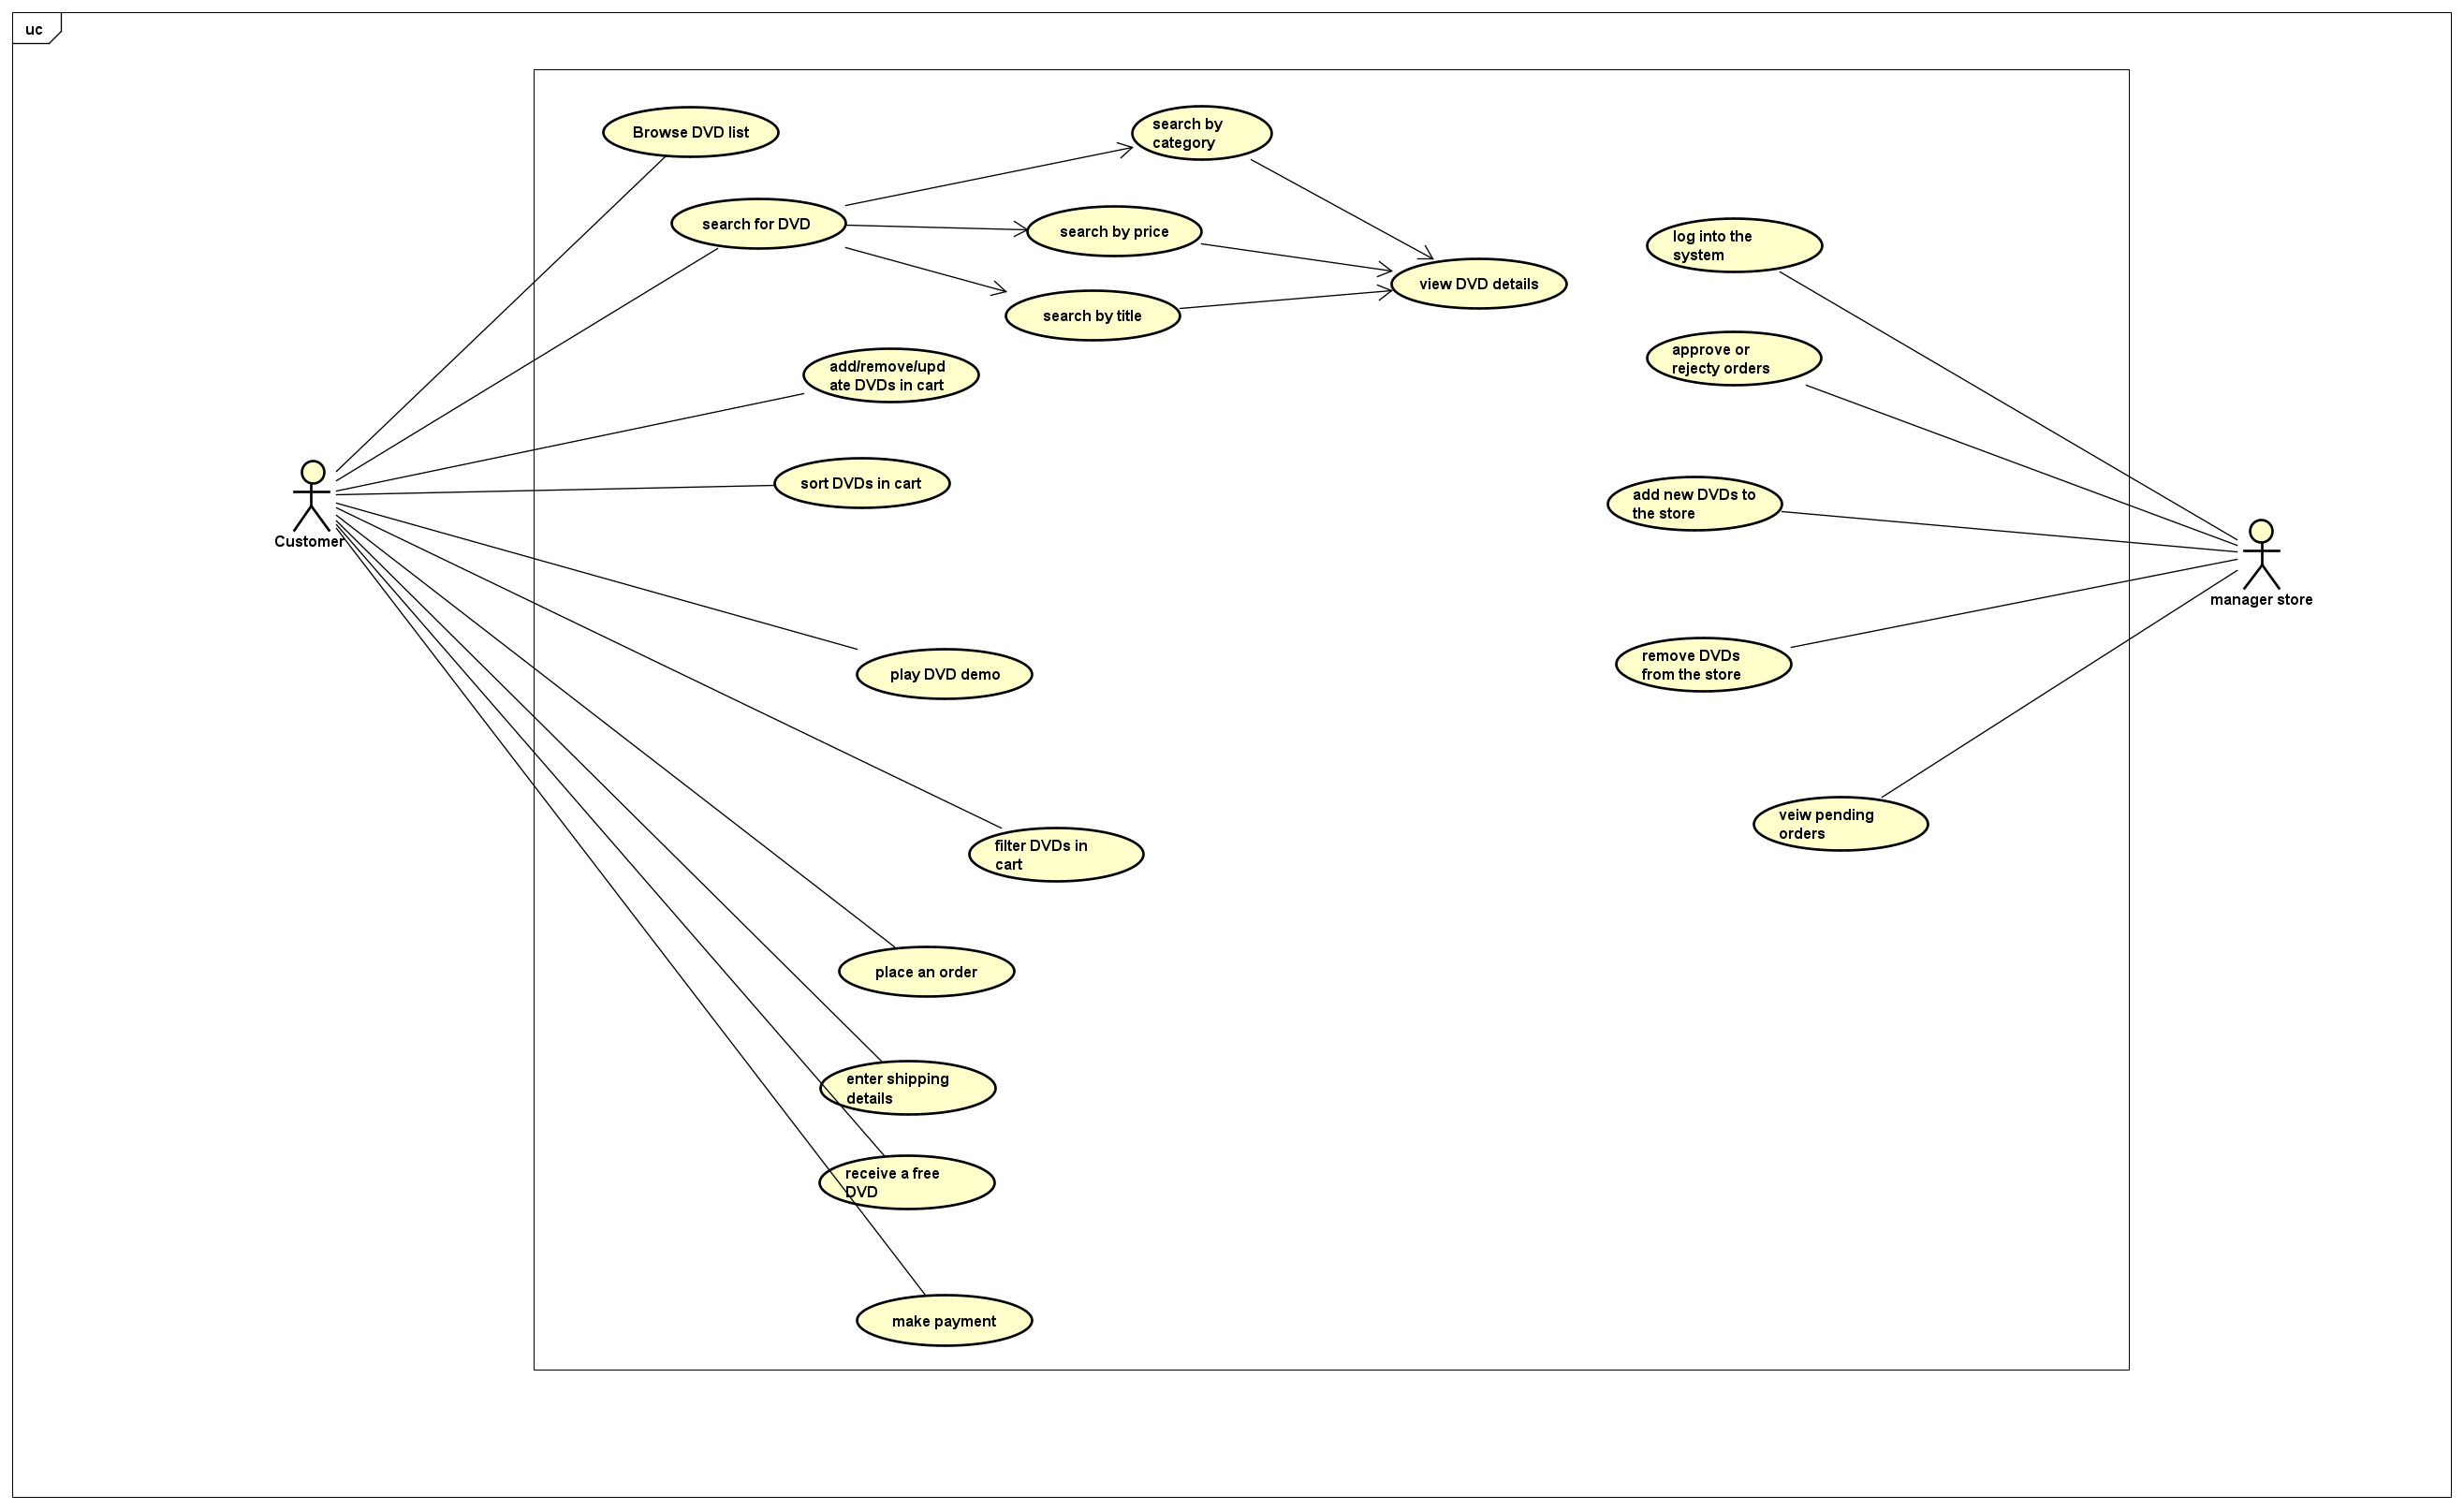 uc
Browse DVD list
search for DVD
search by
category
search by price
search by title
view DVD details
add/remove/upd
ate DVDs in cart
sort DVDs in cart
Customer
play DVD demo
filter DVDs in
cart
place an order
enter shipping
details
receive a free
DVD
make payment
log into the
system
approve or
rejecty orders
add new DVDs to
the store
manager store
remove DVDs
from the store
veiw pending
orders